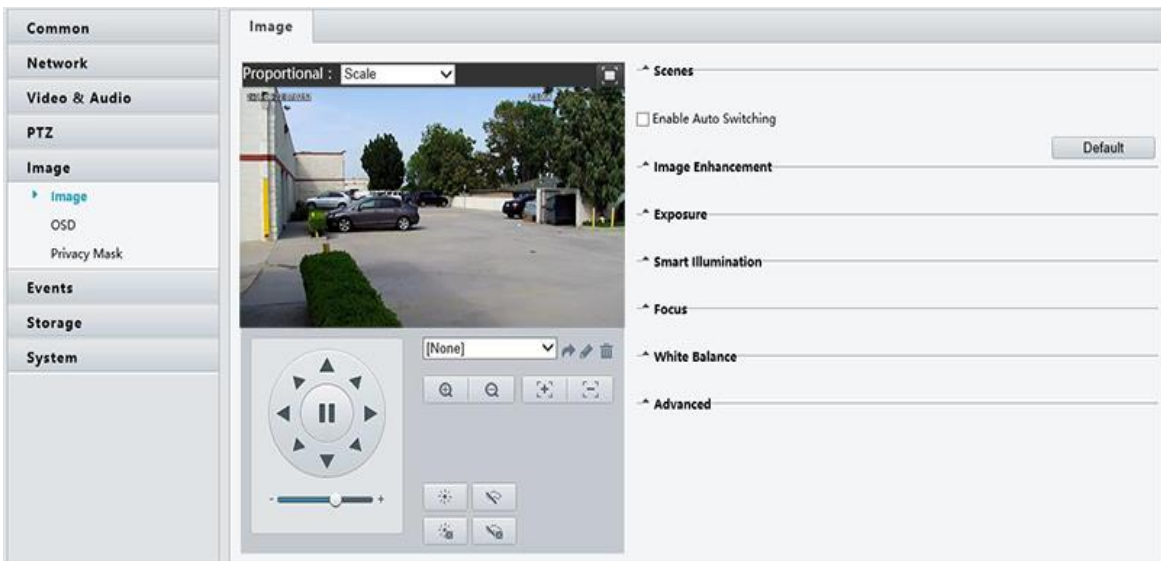 Common
Network
Video & Audio
PTZ
Image
Image
OSD
Privacy Mask
Events
Storage
System
Image
Proportional : Scale
[None]
- +
Scenes
Enable Auto Switching
Default
Image Enhancement
Exposure
Smart Illumination
Focus
White Balance
Advanced